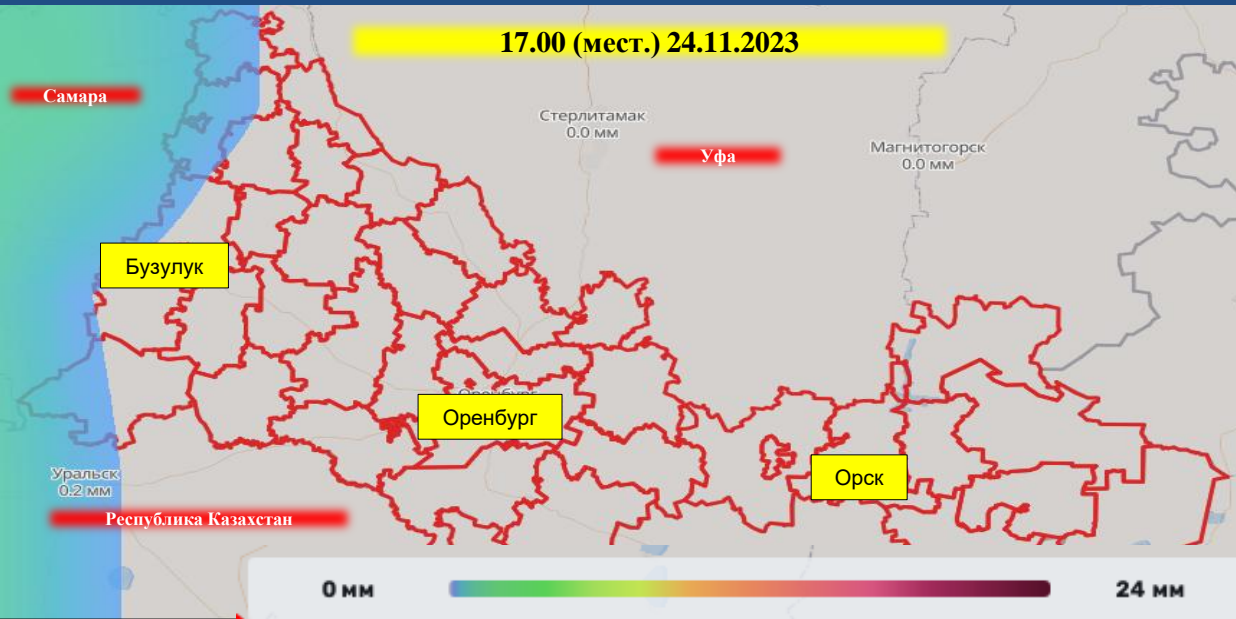 17.00 (мест.) 24.11.2023
Самара
Стерлитамак
0.0 мм
Уфа
Магнитогорск
0.0 мм
Бузулук
Оренбург
Оренбург
Орск
Уральск
0.2 мм
Республика Казахстан
0 мм
24 мм